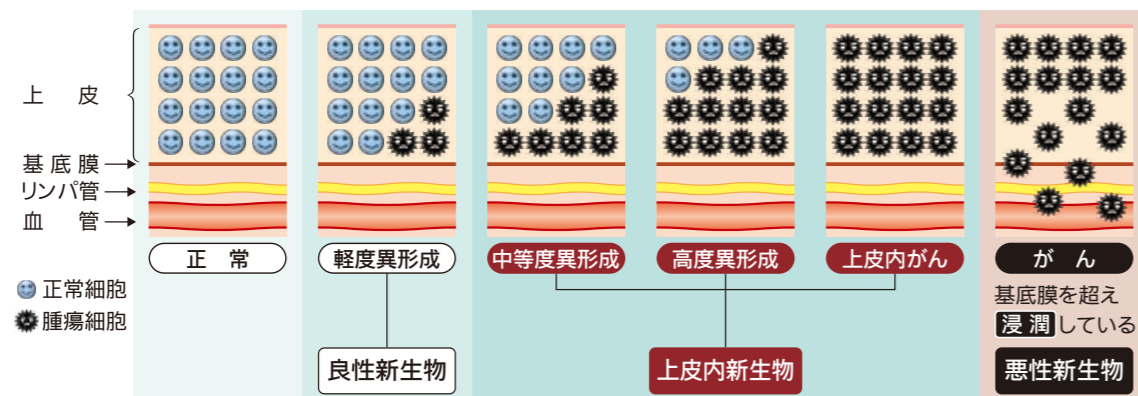 上皮
基底膜
リンパ管
血管
正常
軽度異形成
中等度異形成
高度異形成
上皮内がん
がん
正常細胞
腫瘍細胞
基底膜を超え
浸潤している
良性新生物
上皮内新生物
悪性新生物